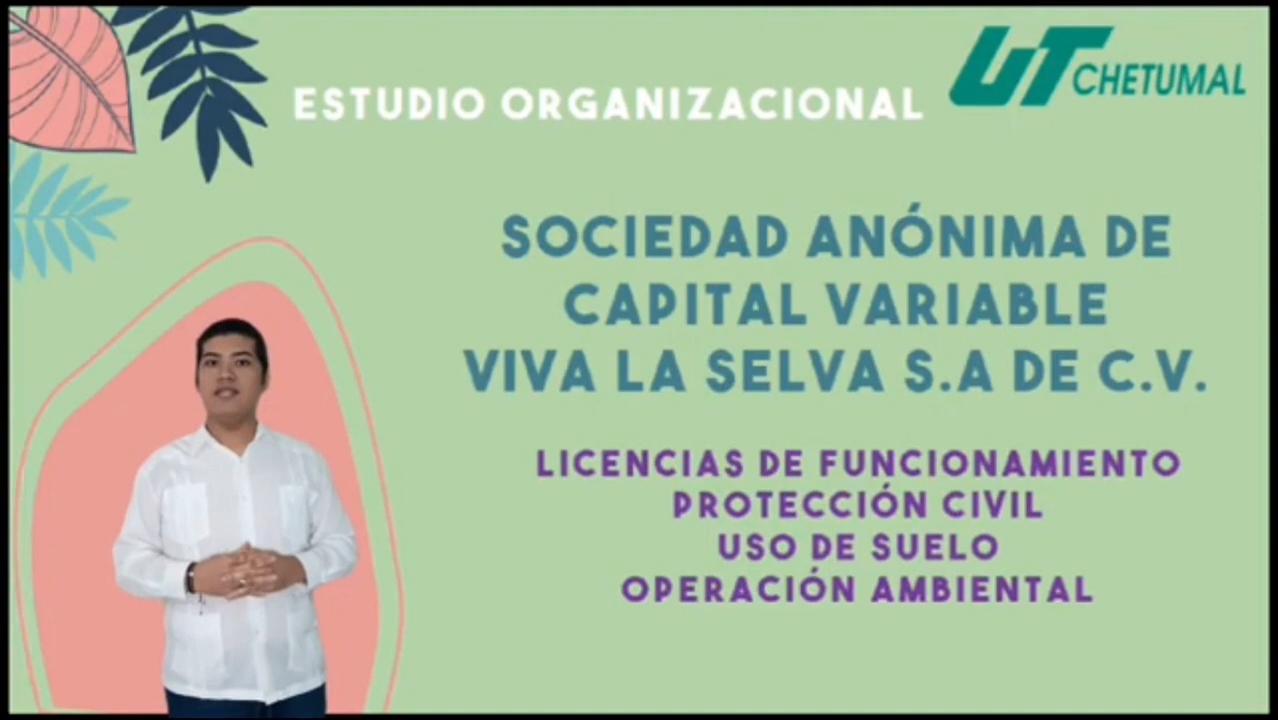 ESTUDIO ORGANIZACIONAL
UT CHETUMAL
SOCIEDAD ANÓNIMA DE
CAPITAL VARIABLE
VIVA LA SELVA S.A DE C.V.
LICENCIAS DE FUNCIONAMIENTO
PROTECCIÓN CIVIL
USO DE SUELO
OPERACIÓN AMBIENTAL